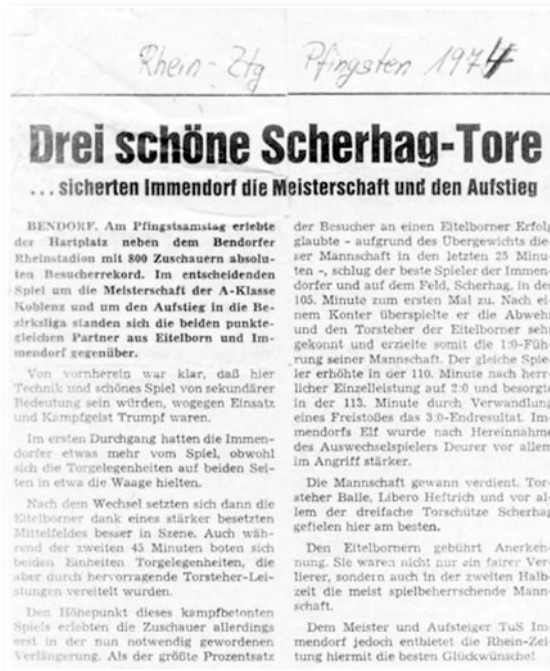 Rhein-Ztg Pfingsten 1974
Drei schöne Scherhag-Tore
... sicherten Immendorf die Meisterschaft und den Aufstieg
BENDORF. Am Pfingstsamstag erlebte
der Hartplatz neben dem Bendorfer
Rheinstadion mit 800 Zuschauern absolu-
ten Besucherrekord. Im entscheidenden
Spiel um die Meisterschaft der A-Klasse
Koblenz und um den Aufstieg in die Be-
zirksliga standen sich die beiden punkte-
gleichen Partner aus Eitelborn und Im-
mendorf gegenüber.
Von vornherein war klar, daß hier
Technik und schönes Spiel von sekundärer
Bedeutung sein würden, wogegen Einsatz
und Kampfgeist Trumpf waren.
Im ersten Durchgang hatten die Immen-
dorfer etwas mehr vom Spiel, obwohl
sich die Torgelegenheiten auf beiden Sei-
ten in etwa die Waage hielten.
Nach dem Wechsel setzten sich dann die
Eitelborner dank eines stärker besetzten
Mittelfeldes besser in Szene. Auch wäh-
rend der zweiten 45 Minuten boten sich
beiden Einheiten Torgelegenheiten, die
aber durch hervorragende Torsteher-Lei-
stungen vereitelt wurden.
Den Höhepunkt dieses kampfbetonten
Spiels erlebten die Zuschauer allerdings
erst in der nun notwendig gewordenen
Verlängerung. Als der größte Prozentsatz
der Besucher an einen Eitelborner Erfolg
glaubte - aufgrund des Übergewichts die-
ser Mannschaft in den letzten 25 Minu-
ten -, schlug der beste Spieler der Immen-
dorfer und auf dem Feld, Scherhag, in der
105. Minute zum ersten Mal zu. Nach ei-
nem Konter überspielte er die Abwehr
und den Torsteher der Eitelborner sehr
gekonnt und erzielte somit die 1:0-Füh-
rung seiner Mannschaft. Der gleiche Spie-
ler erhöhte in der 110. Minute nach herr-
licher Einzelleistung auf 2:0 und besorgte
in der 113. Minute durch Verwandlung
eines Freistoßes das 3:0-Endresultat. Im-
mendorfs Elf wurde nach Hereinnahme
des Auswechselspielers Deurer vor allem
im Angriff stärker.
Die Mannschaft gewann verdient. Tor-
steher Balle, Libero Heftrich und vor al-
lem der dreifache Torschütze Scherhag
gefielen hier am besten.
Den Eitelbornern gebührt Anerken-
nung. Sie waren nicht nur ein fairer Ver-
lierer, sondern auch in der zweiten Halb-
zeit die meist spielbeherrschende Mann-
schaft.
Dem Meister und Aufsteiger TuS Im-
mendorf jedoch entbietet die Rhein-Zei-
tung hiermit die besten Glückwünsche!